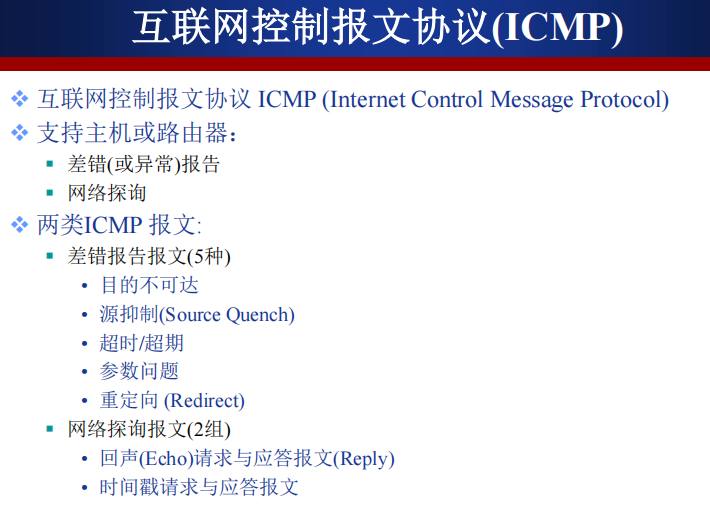 互联网控制报文协议(ICMP)
互联网控制报文协议 ICMP (Internet Control Message Protocol)
支持主机或路由器：
差错(或异常)报告
网络探询
两类ICMP 报文:
差错报告报文(5种)
目的不可达
源抑制(Source Quench)
超时/超期
参数问题
重定向 (Redirect)
网络探询报文(2组)
回声(Echo)请求与应答报文(Reply)
时间戳请求与应答报文